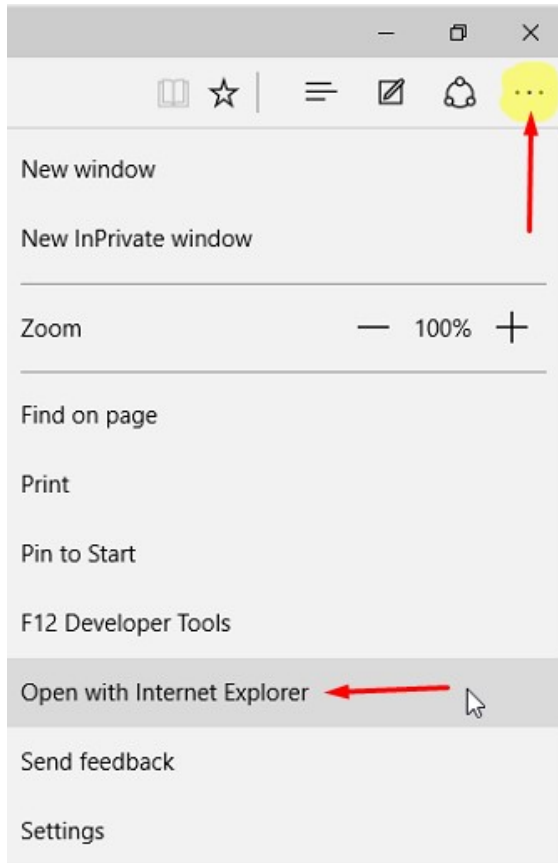 New window
New InPrivate window
Zoom 100%
Find on page
Print
Pin to Start
F12 Developer Tools
Open with Internet Explorer
Send feedback
Settings